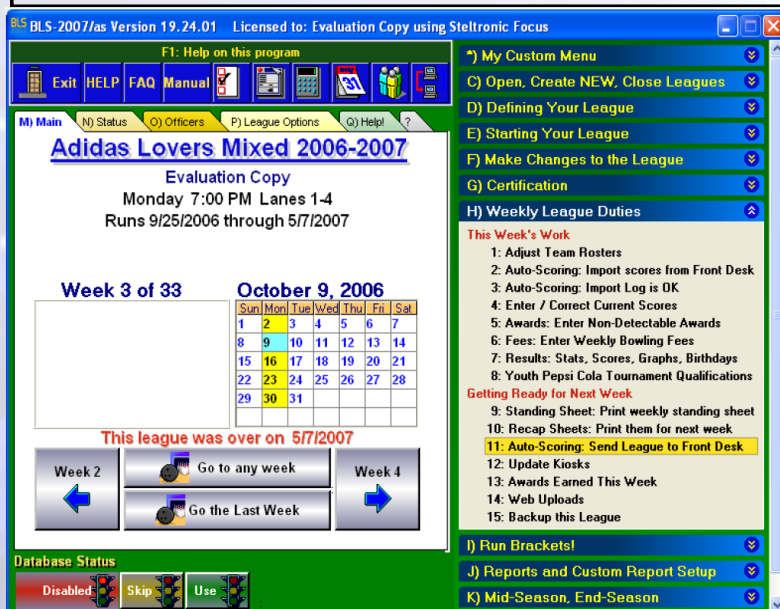 BLS BLS-2007/as Version 19.24.01 Licensed to: Evaluation Copy using Steltronic Focus
F1: Help on this program
Exit HELP FAQ Manual 31
M) Main N) Status O) Officers P) League Options Q) Help! ?
Adidas Lovers Mixed 2006-2007
Evaluation Copy
Monday 7:00 PM Lanes 1-4
Runs 9/25/2006 through 5/7/2007
Week 3 of 33
October 9, 2006
Sun Mon Tue Wed Thu Fri Sat
1 2 3 4 5 6 7
8 9 10 11 12 13 14
15 16 17 18 19 20 21
22 23 24 25 26 27 28
29 30 31
This league was over on 5/7/2007
Week 2
Go to any week
Go the Last Week
Week 4
Database Status
Disabled Skip Use
*) My Custom Menu
C) Open, Create NEW, Close Leagues
D) Defining Your League
E) Starting Your League
F) Make Changes to the League
G) Certification
H) Weekly League Duties
This Week's Work
1: Adjust Team Rosters
2: Auto-Scoring: Import scores from Front Desk
3: Auto-Scoring: Import Log is OK
4: Enter / Correct Current Scores
5: Awards: Enter Non-Detectable Awards
6: Fees: Enter Weekly Bowling Fees
7: Results: Stats, Scores, Graphs, Birthdays
8: Youth Pepsi Cola Tournament Qualifications
Getting Ready for Next Week
9: Standing Sheet: Print weekly standing sheet
10: Recap Sheets: Print them for next week
11: Auto-Scoring: Send League to Front Desk
12: Update Kiosks
13: Awards Earned This Week
14: Web Uploads
15: Backup this League
I) Run Brackets!
J) Reports and Custom Report Setup
K) Mid-Season, End-Season